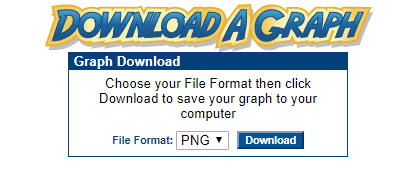 DOWNLOAD A GRAPH
Graph Download
Choose your File Format then click
Download to save your graph to your
computer
File Format: PNG Download